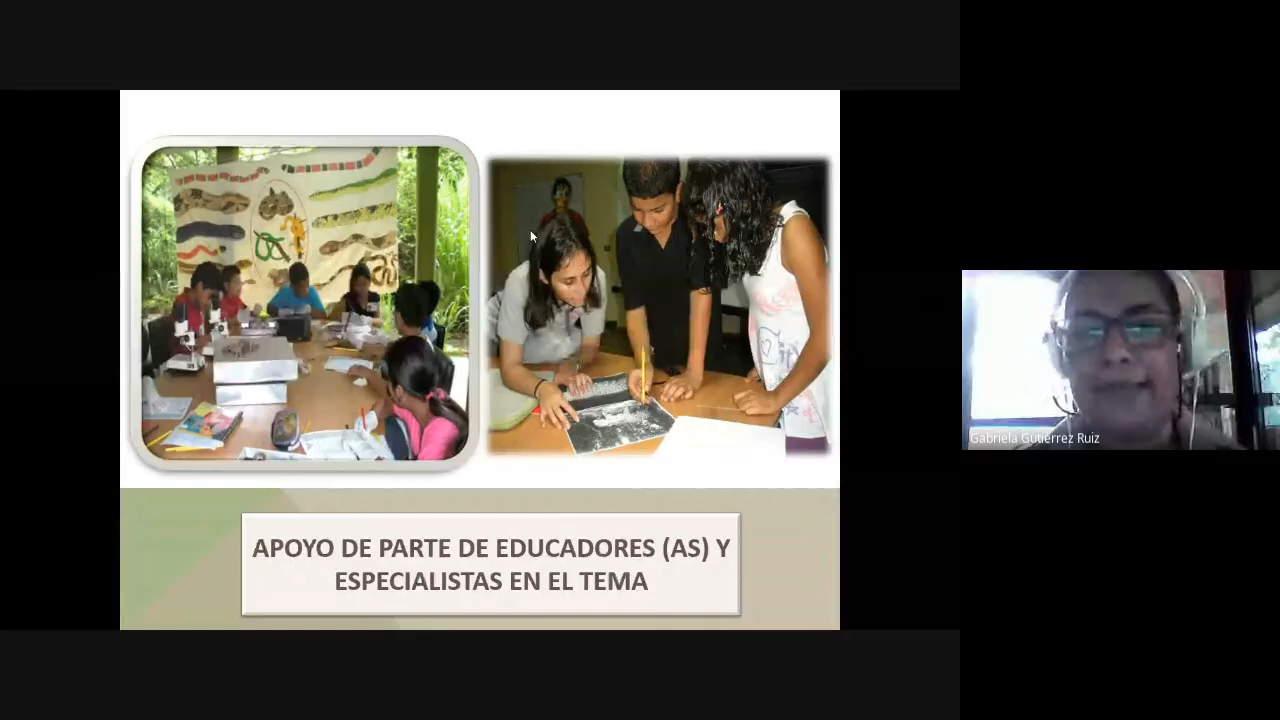 APOYO DE PARTE DE EDUCADORES (AS) Y
ESPECIALISTAS EN EL TEMA
Gabriela Gutiérrez Ruiz